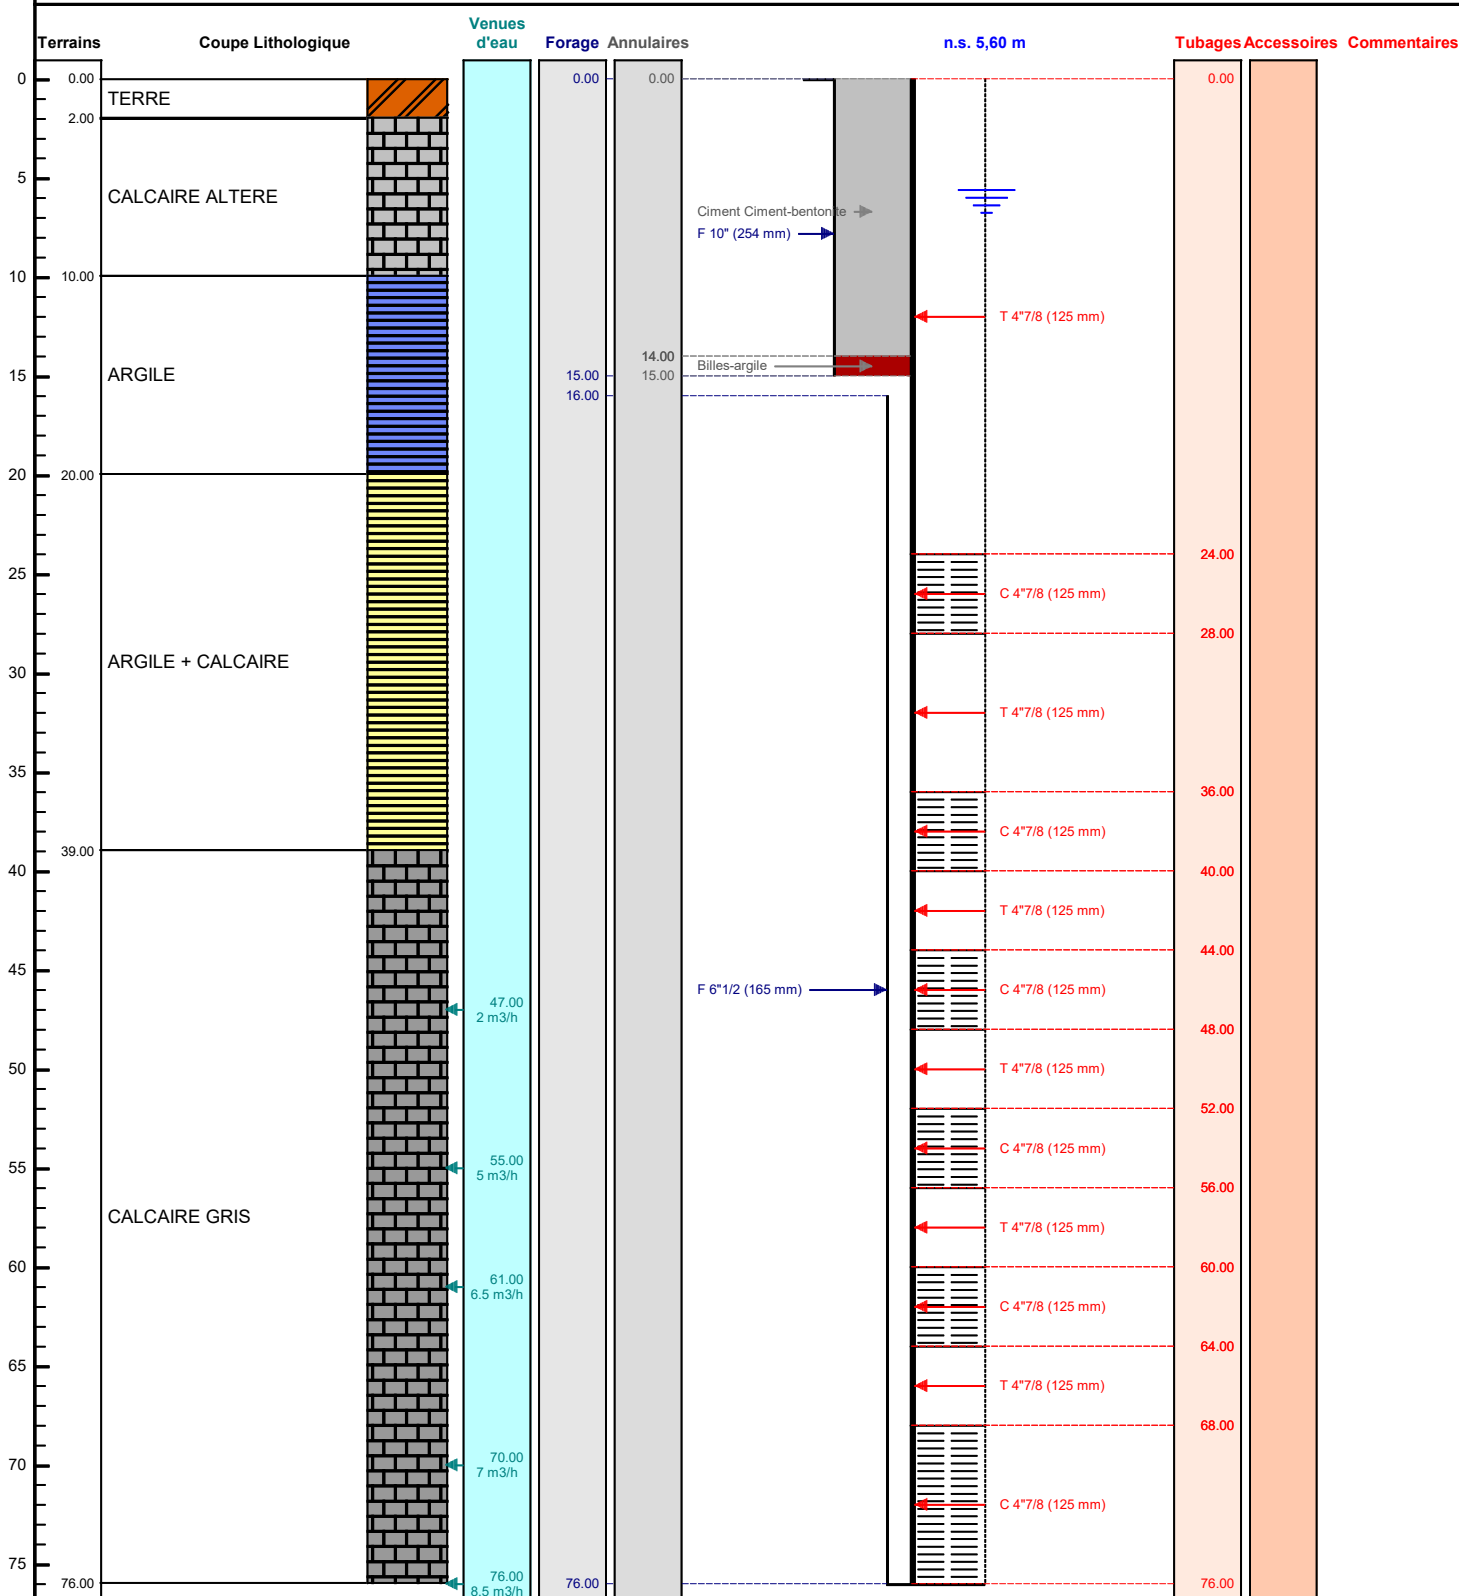 Venues
d'eau
Terrains Coupe Lithologique Forage Annulaires n.s. 5,60 m Tubages Accessoires Commentaires
0 0.00 0.00 0.00 0.00
TERRE
2.00
5
CALCAIRE ALTERE
Ciment Ciment-bentonite
F 10" (254 mm)
10 10.00
T 4"7/8 (125 mm)
14.00
Billes-argile
ARGILE
15 15.00 15.00
16.00
20 20.00
24.00
25
C 4"7/8 (125 mm)
28.00
ARGILE + CALCAIRE
30
T 4"7/8 (125 mm)
35
36.00
C 4"7/8 (125 mm)
39.00
40 40.00
T 4"7/8 (125 mm)
44.00
45
F 6"1/2 (165 mm) C 4"7/8 (125 mm)
47.00
2 m3/h
48.00
50 T 4"7/8 (125 mm)
52.00
C 4"7/8 (125 mm)
55 55.00
5 m3/h
56.00
CALCAIRE GRIS
T 4"7/8 (125 mm)
60 60.00
61.00
6.5 m3/h
C 4"7/8 (125 mm)
64.00
65
T 4"7/8 (125 mm)
68.00
70 70.00
7 m3/h
C 4"7/8 (125 mm)
75
76.00 76.00 76.00 76.00
8.5 m3/h